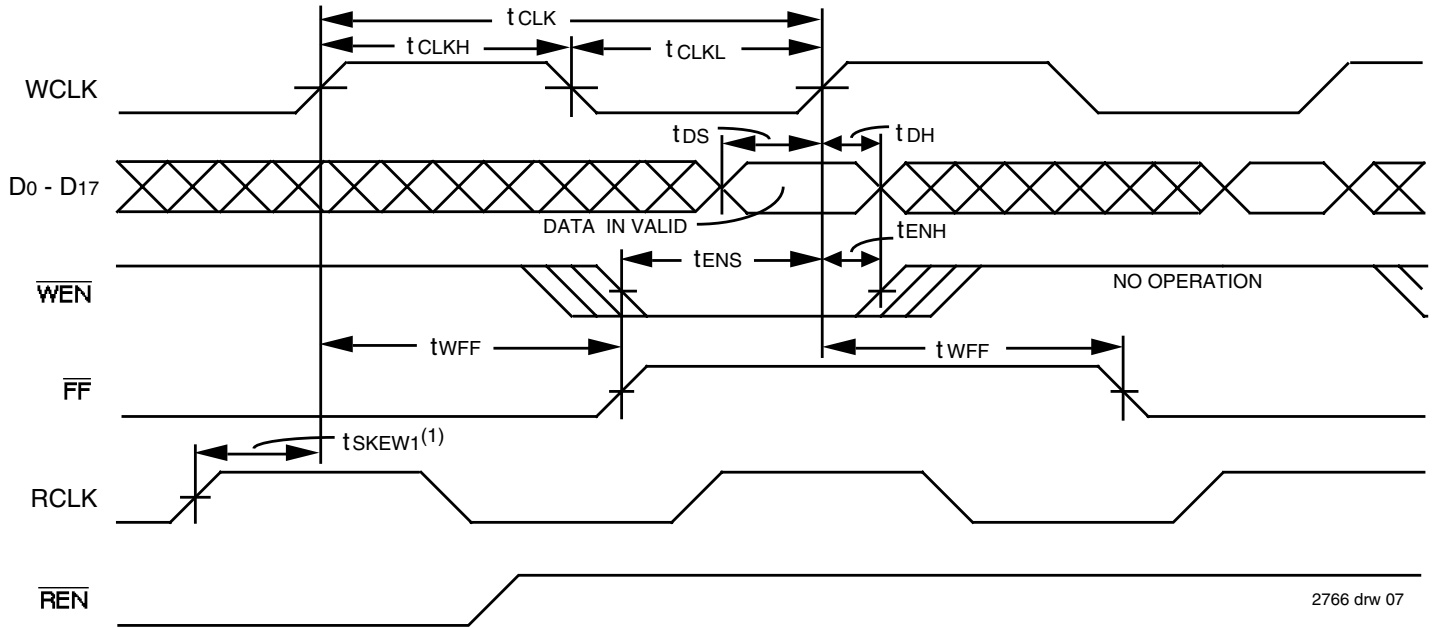 tCLK
tCLKH
tCLKL
WCLK
tDS
tDH
D0 - D17
DATA IN VALID
tENH
tENS
WEN
NO OPERATION
tWFF
tWFF
FF
tSKEW1(1)
RCLK
REN
2766 drw 07